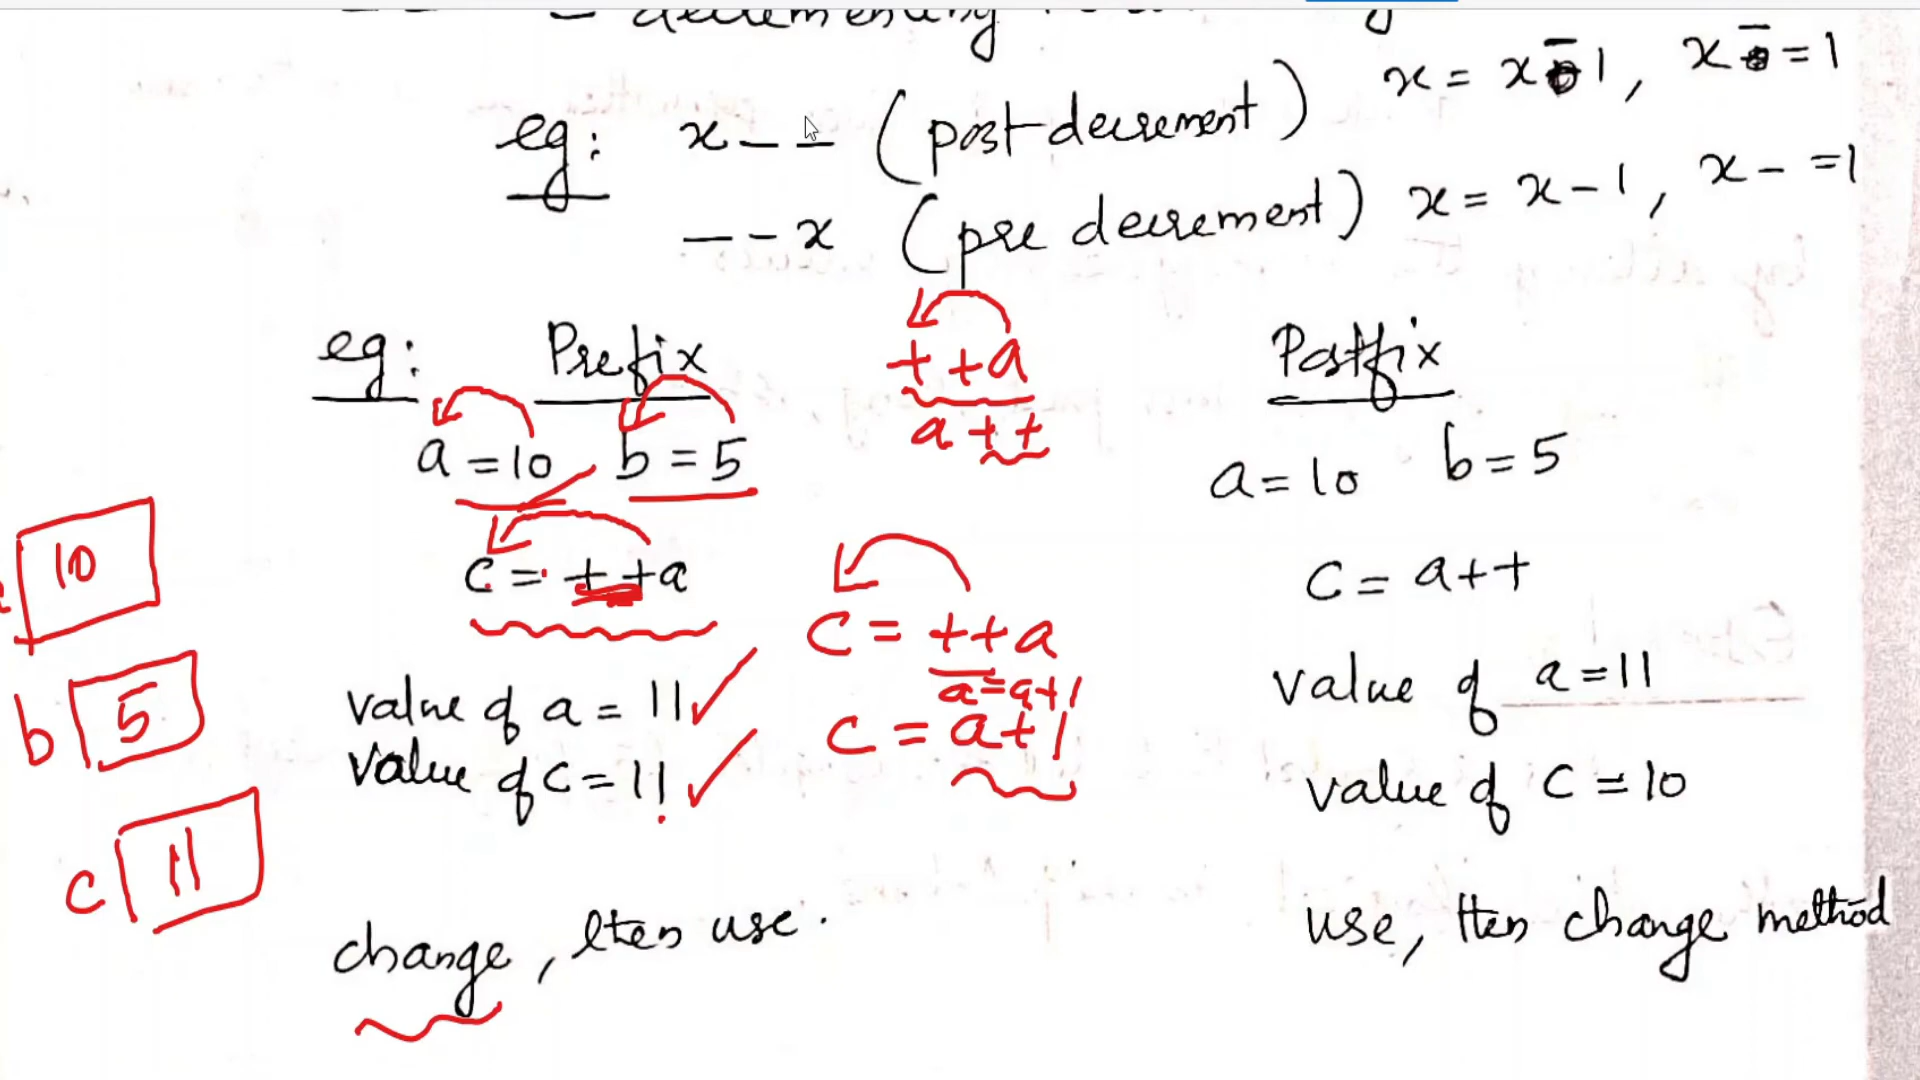 decrementing
eg: x-- (post-decrement) x = x-1, x-=1
--x (pre decrement) x = x-1, x-=1
eg: Prefix
++a
a++
Postfix
a=10 b=5
a=10 b=5
c = ++a
c = ++a
a=a+1
c = a+1
c = a++
value of a = 11
value of c = 11
value of a=11
value of c=10
10
b 5
c 11
change, then use.
use, then change method